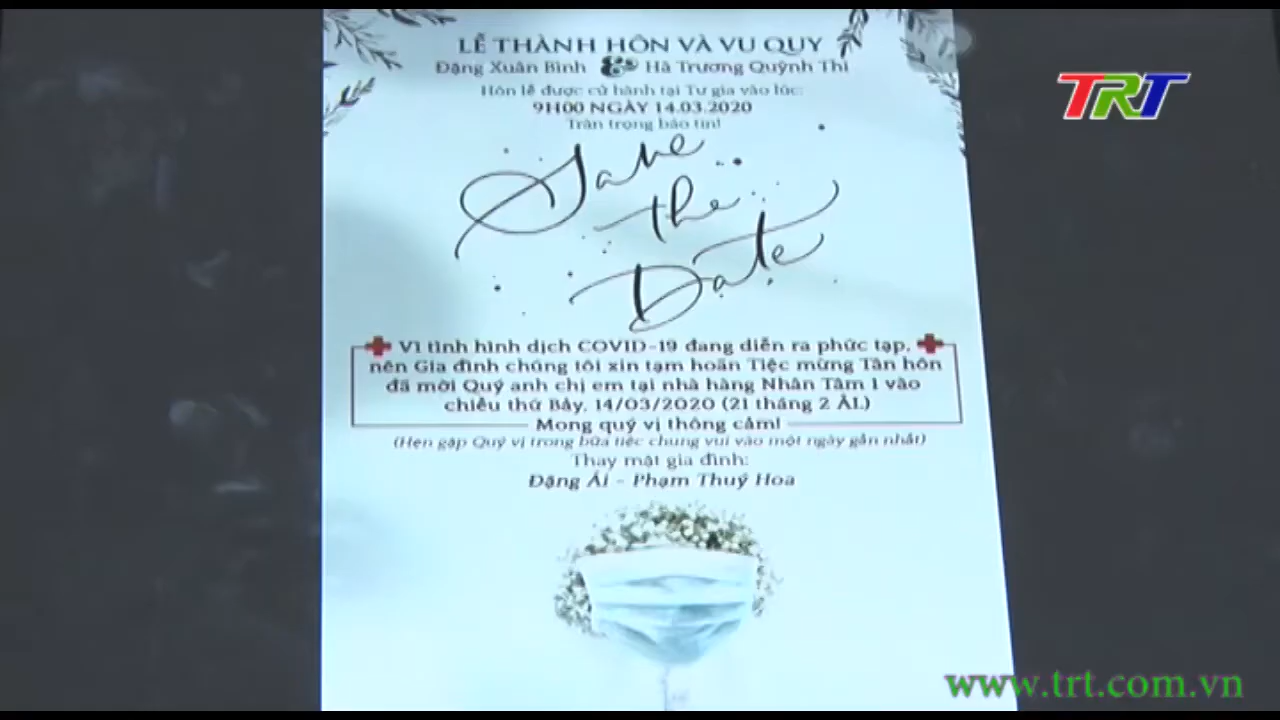 LỄ THÀNH HÔN VÀ VU QUY
Đặng Xuân Bình & Hà Trương Quỳnh Thi
Hôn lễ được cử hành tại Tư gia vào lúc:
9H00 NGÀY 14.03.2020
Trân trọng báo tin!
TRT
Save
the
Date
Vì tình hình dịch COVID-19 đang diễn ra phức tạp,
nên Gia đình chúng tôi xin tạm hoãn Tiệc mừng Tân hôn
đã mời Quý anh chị em tại nhà hàng Nhân Tâm 1 vào
chiều thứ Bảy, 14/03/2020 (21 tháng 2 ÂL)
Mong quý vị thông cảm!
(Hẹn gặp Quý vị trong bữa tiệc chung vui vào một ngày gần nhất)
Thay mặt gia đình:
Đặng Ái - Phạm Thuý Hoa
www.trt.com.vn